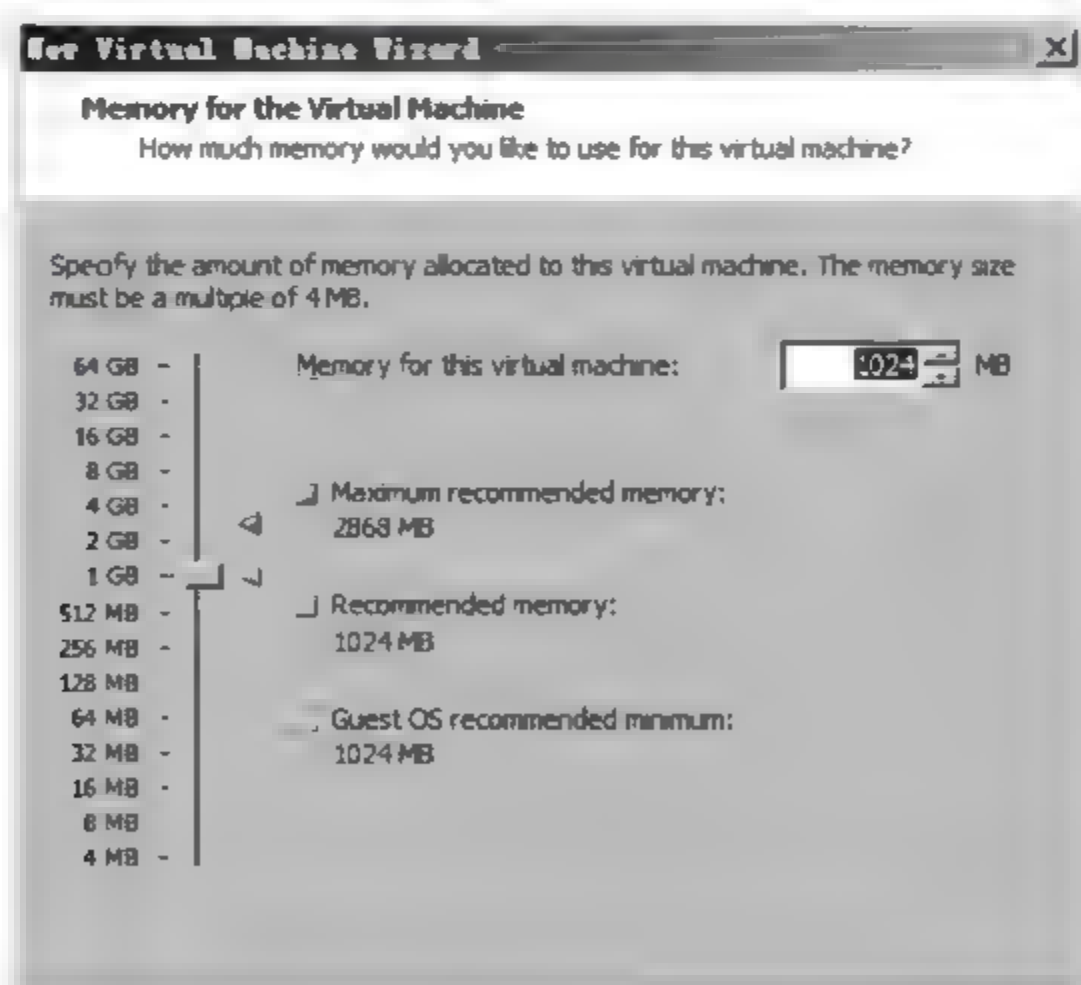 New Virtual Machine Wizard
Memory for the Virtual Machine
How much memory would you like to use for this virtual machine?
Specify the amount of memory allocated to this virtual machine. The memory size
must be a multiple of 4 MB.
64 GB
Memory for this virtual machine: 1024 MB
32 GB
16 GB
8 GB
Maximum recommended memory:
4 GB
2868 MB
2 GB
1 GB
Recommended memory:
512 MB
1024 MB
256 MB
128 MB
Guest OS recommended minimum:
64 MB
1024 MB
32 MB
16 MB
8 MB
4 MB